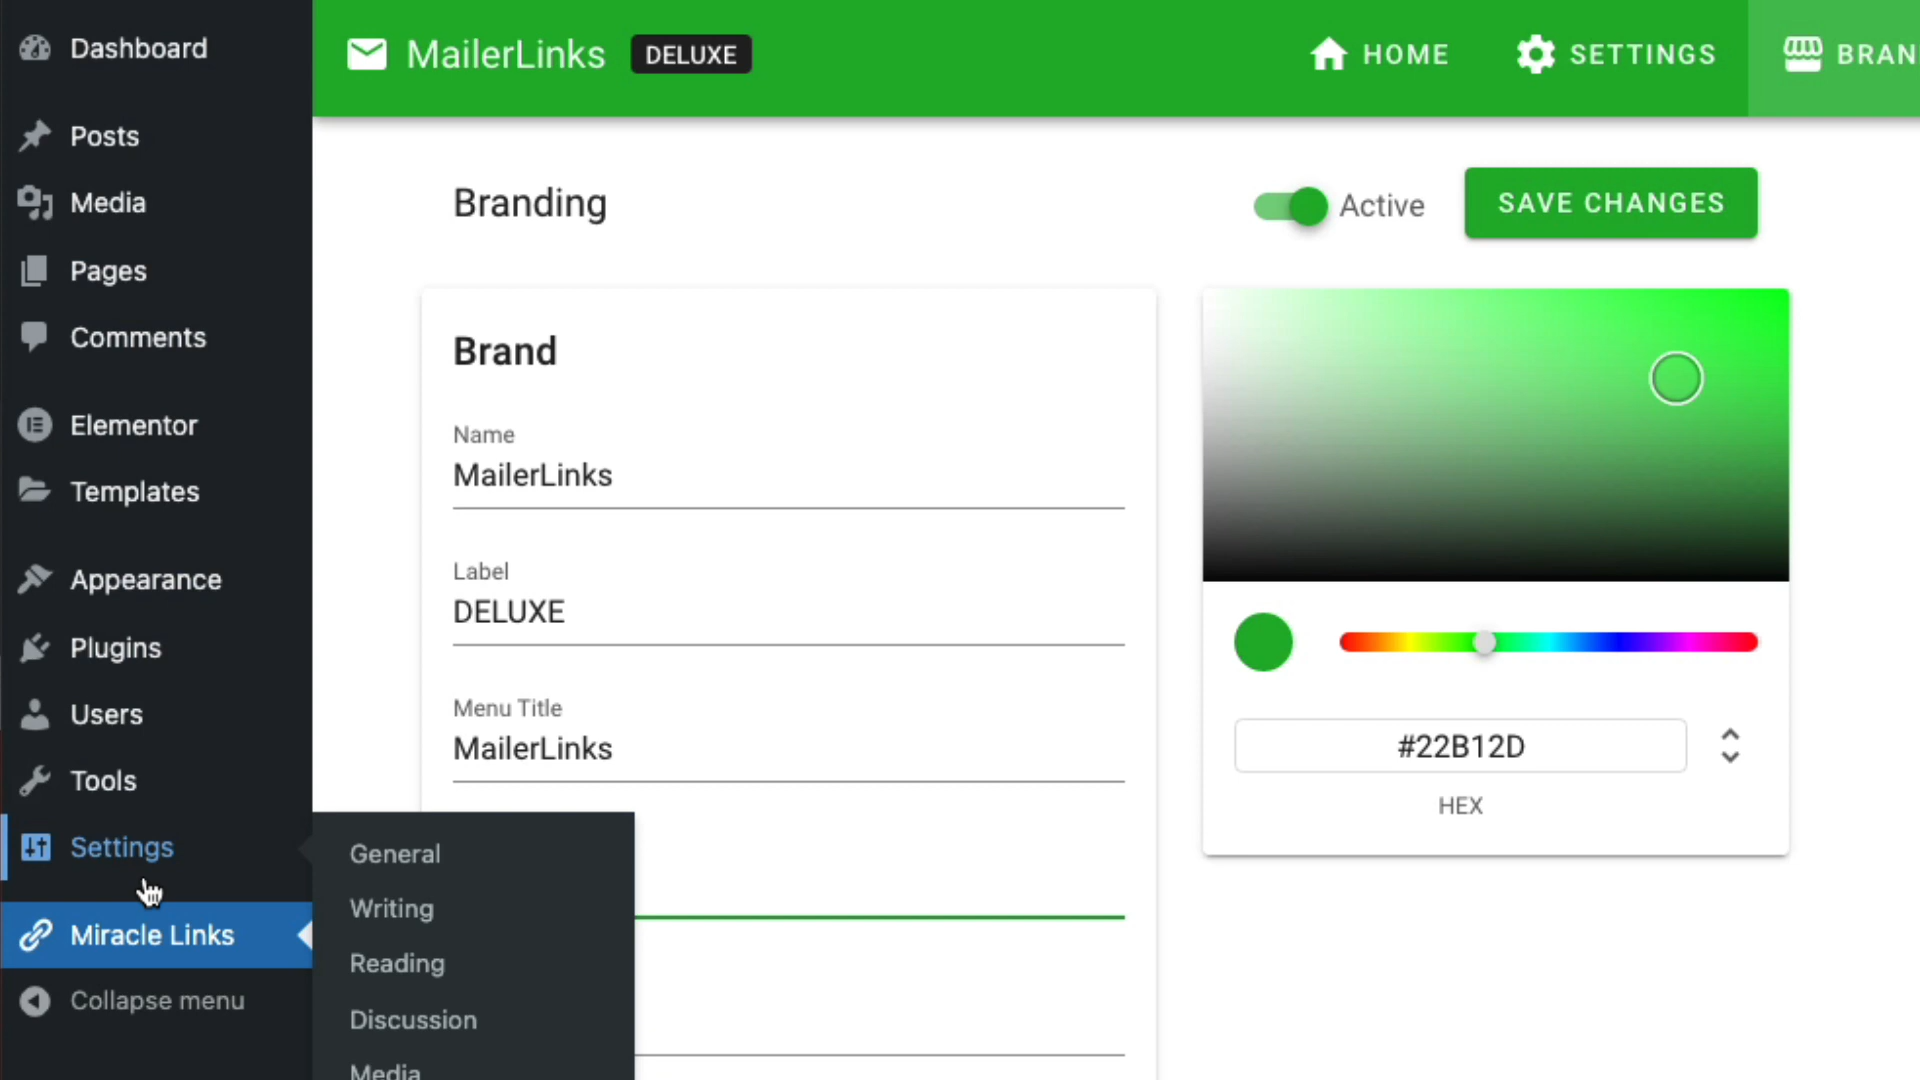 Dashboard
Posts
Media
Pages
Comments
Elementor
Templates
Appearance
Plugins
Users
Tools
Settings
Miracle Links
Collapse menu
General
Writing
Reading
Discussion
Media
MailerLinks DELUXE
HOME
SETTINGS
BRAN
Branding
Active
SAVE CHANGES
Brand
Name
MailerLinks
Label
DELUXE
Menu Title
MailerLinks
#22B12D
HEX